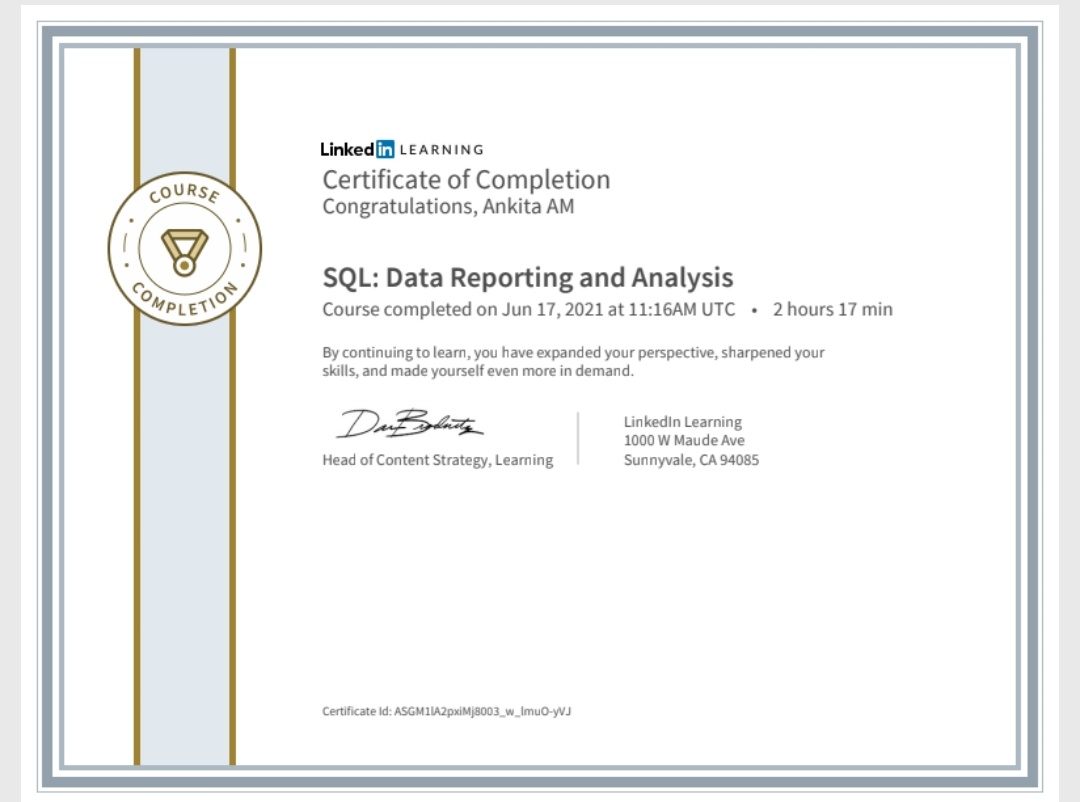 COURSE
COMPLETION
Linkedin LEARNING
Certificate of Completion
Congratulations, Ankita AM
SQL: Data Reporting and Analysis
Course completed on Jun 17, 2021 at 11:16AM UTC • 2 hours 17 min
By continuing to learn, you have expanded your perspective, sharpened your
skills, and made yourself even more in demand.
Head of Content Strategy, Learning
LinkedIn Learning
1000 W Maude Ave
Sunnyvale, CA 94085
Certificate Id: ASGM1lA2pxiMj8003_w_lmuO-yVJ